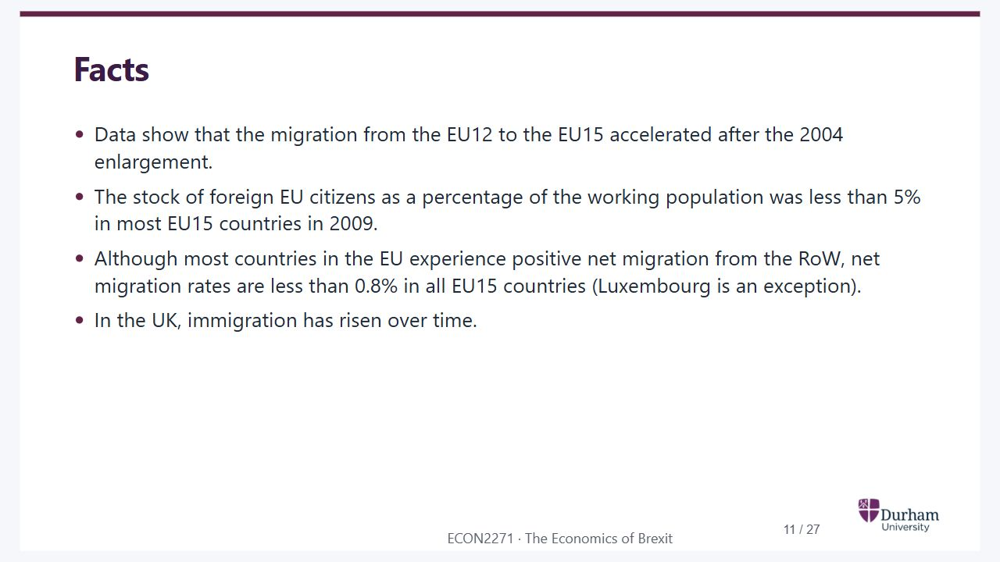 Facts
• Data show that the migration from the EU12 to the EU15 accelerated after the 2004
enlargement.
• The stock of foreign EU citizens as a percentage of the working population was less than 5%
in most EU15 countries in 2009.
• Although most countries in the EU experience positive net migration from the RoW, net
migration rates are less than 0.8% in all EU15 countries (Luxembourg is an exception).
• In the UK, immigration has risen over time.
ECON2271 · The Economics of Brexit
11 / 27
Durham
University